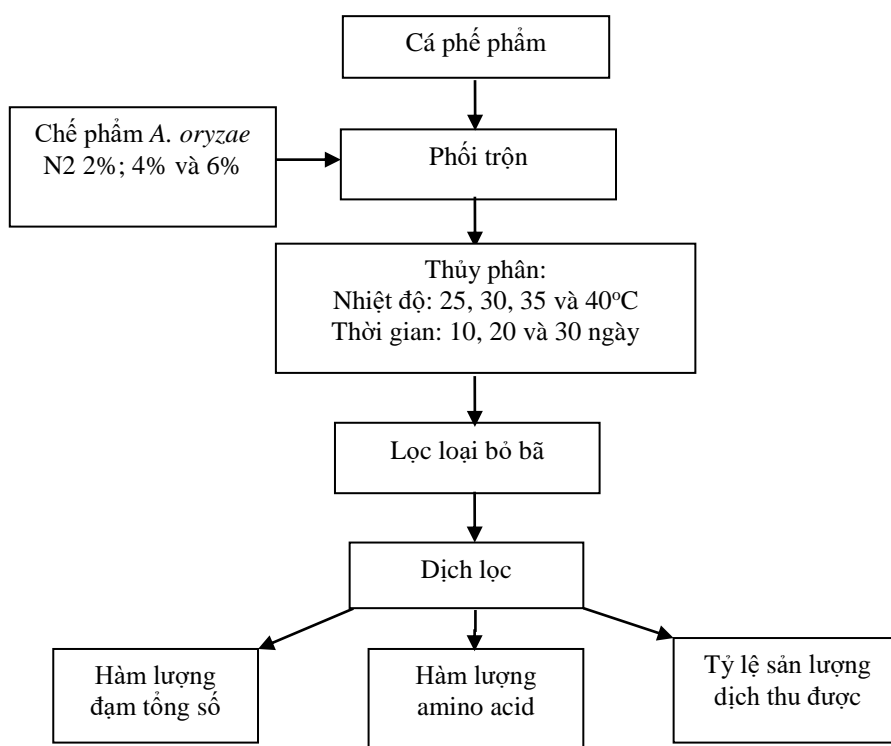 Cá phế phẩm
Chế phẩm A. oryzae
N2 2%; 4% và 6%
Phối trộn
Thủy phân:
Nhiệt độ: 25, 30, 35 và 40°C
Thời gian: 10, 20 và 30 ngày
Lọc loại bỏ bã
Dịch lọc
Hàm lượng
đạm tổng số
Hàm lượng
amino acid
Tỷ lệ sản lượng
dịch thu được